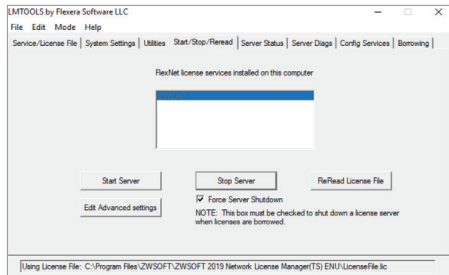 LMTOOLS by Flexera Software LLC
File Edit Mode Help
Service/License File System Settings Utilities Start/Stop/Reread Server Status Server Diags Config Services Borrowing
FlexNet license services installed on this computer
Start Server Stop Server ReRead License File
Edit Advanced settings
Force Server Shutdown
NOTE: This box must be checked to shut down a license server
when licenses are borrowed.
Using License File: C:\Program Files\ZWSOFT\ZWSOFT 2019 Network License Manager(TS) ENU\LicenseFile.lic